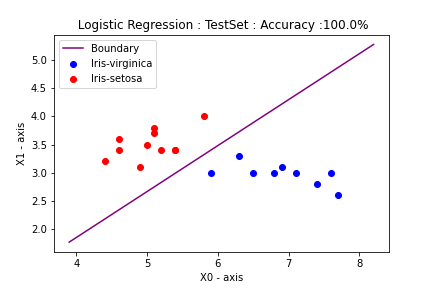 Logistic Regression : TestSet : Accuracy :100.0%
Boundary
Iris-virginica
Iris-setosa
X1 - axis
5.0
4.5
4.0
3.5
3.0
2.5
2.0
4
5
6
7
8
X0 - axis